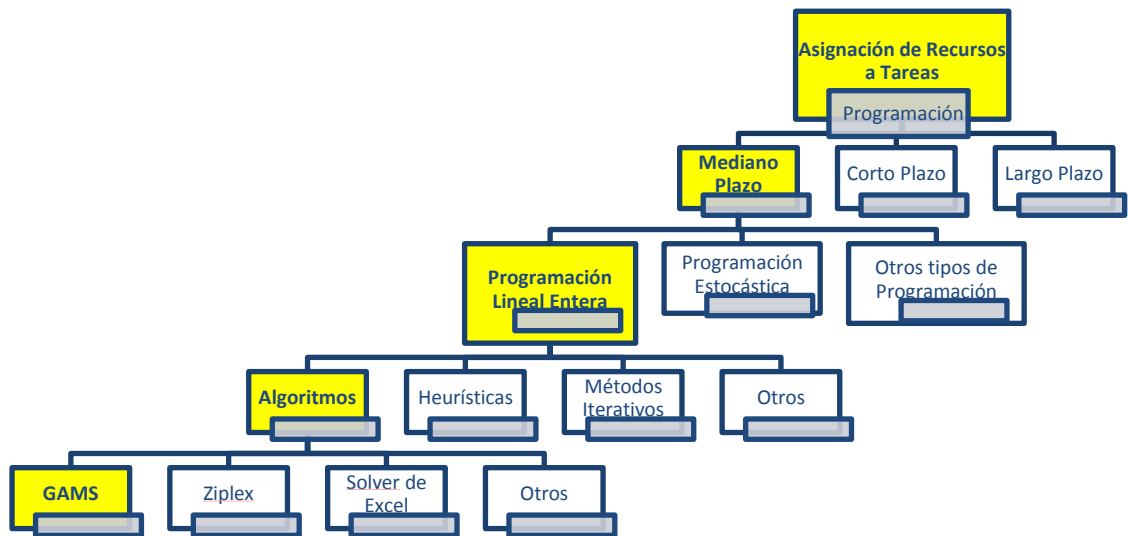 Asignación de Recursos
a Tareas
Programación
Mediano
Plazo
Corto Plazo
Largo Plazo
Programación
Lineal Entera
Programación
Estocástica
Otros tipos de
Programación
Algoritmos
Heurísticas
Métodos
Iterativos
Otros
GAMS
Ziplex
Solver de
Excel
Otros